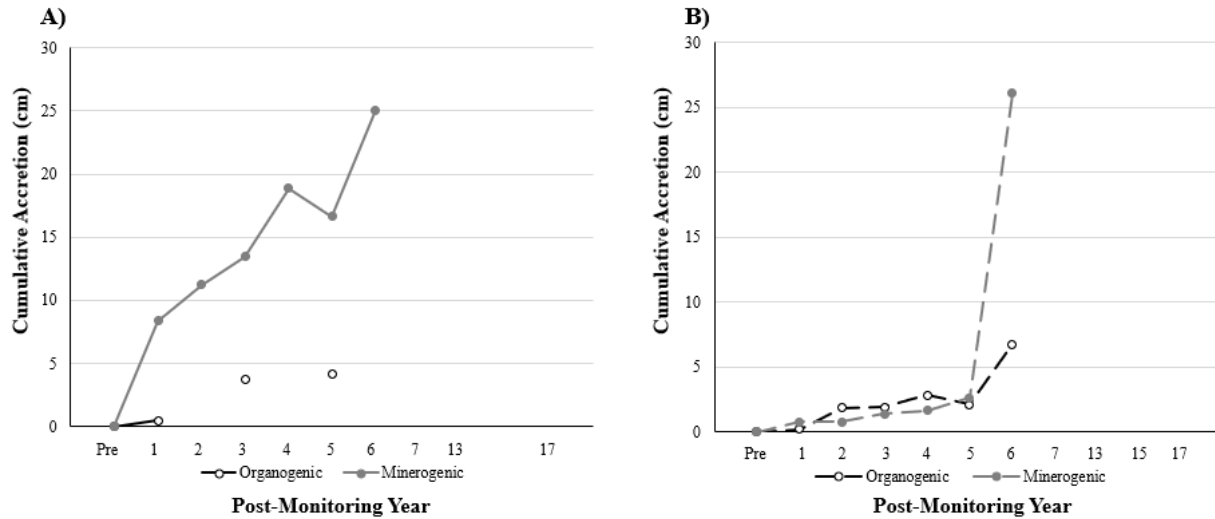 A)
30
25
20
15
10
5
0
Cumulative Accretion (cm)
Pre 1 2 3 4 5 6 7 13 17
Organogenic Minerogenic
Post-Monitoring Year
B)
30
25
20
15
10
5
0
Cumulative Accretion (cm)
Pre 1 2 3 4 5 6 7 13 15 17
Organogenic Minerogenic
Post-Monitoring Year